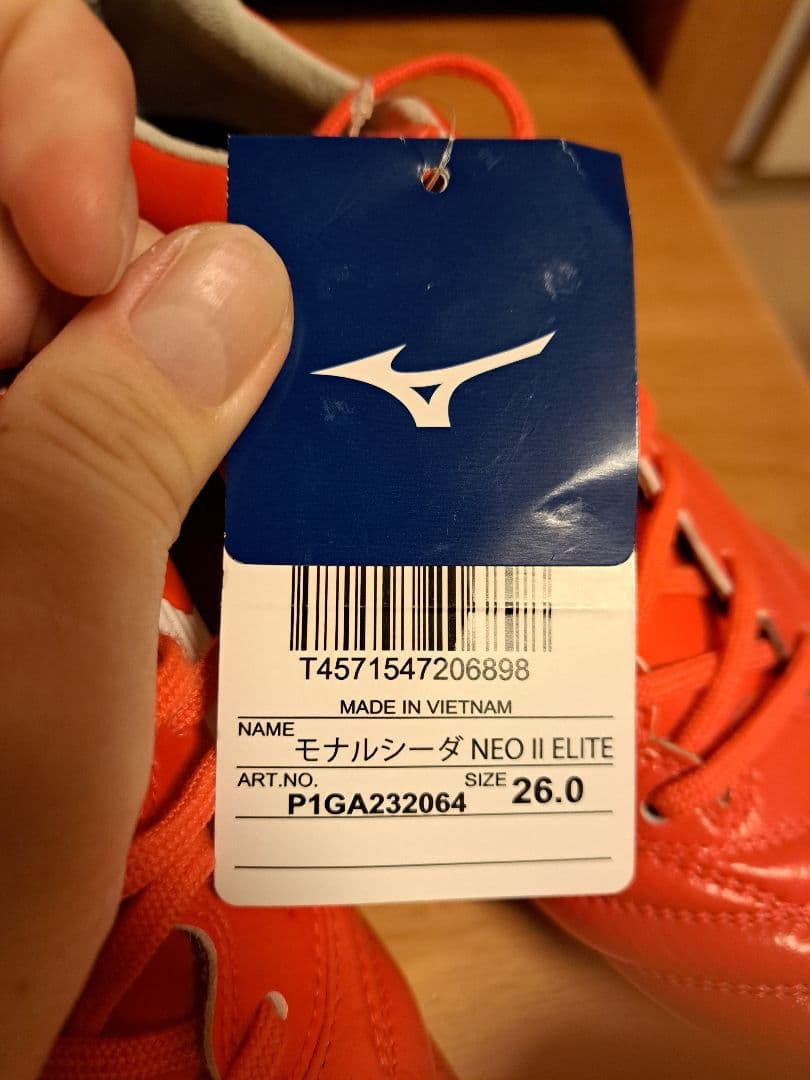 T4571547206898
MADE IN VIETNAM
NAME モナルシーダ NEO II ELITE
ART.NO. P1GA232064 SIZE 26.0